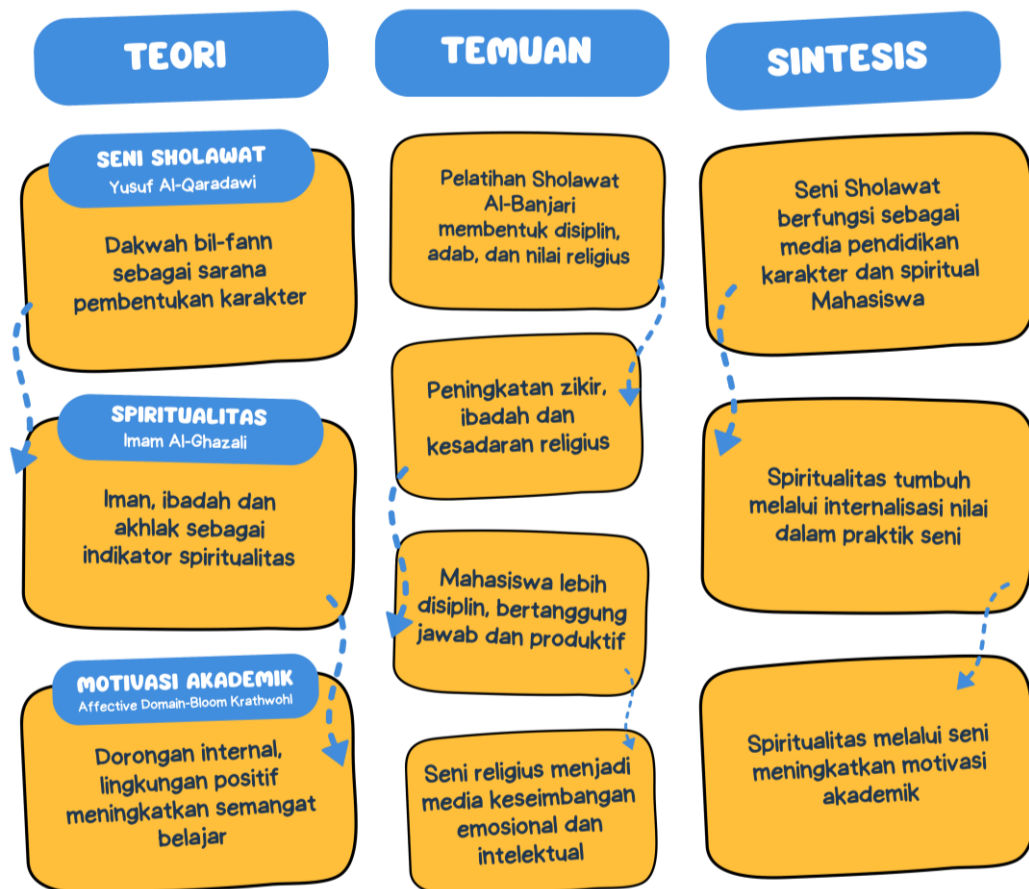 TEORI
SENI SHOLAWAT
Yusuf Al-Qaradawi
Dakwah bil-fann
sebagai sarana
pembentukan karakter
SPIRITUALITAS
Imam Al-Ghazali
Iman, ibadah dan
akhlak sebagai
indikator spiritualitas
MOTIVASI AKADEMIK
Affective Domain-Bloom Krathwohl
Dorongan internal,
lingkungan positif
meningkatkan semangat
belajar
TEMUAN
Pelatihan Sholawat
Al-Banjari
membentuk disiplin,
adab, dan nilai religius
Peningkatan zikir,
ibadah dan
kesadaran religius
Mahasiswa lebih
disiplin, bertanggung
jawab dan produktif
Seni religius menjadi
media keseimbangan
emosional dan
intelektual
SINTESIS
Seni Sholawat
berfungsi sebagai
media pendidikan
karakter dan spiritual
Mahasiswa
Spiritualitas tumbuh
melalui internalisasi nilai
dalam praktik seni
Spiritualitas melalui seni
meningkatkan motivasi
akademik